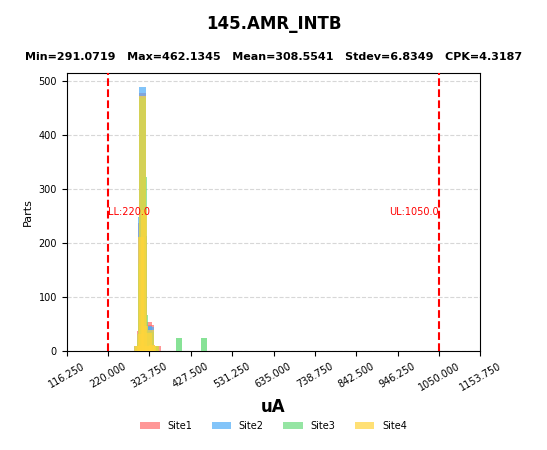 145.AMR_INTB
Min=291.0719 Max=462.1345 Mean=308.5541 Stdev=6.8349 CPK=4.3187
500
400
300
200
100
0
Parts
LL:220.0
UL:1050.0
116.250 220.000 323.750 427.500 531.250 635.000 738.750 842.500 946.250 1050.000 1153.750
uA
Site1 Site2 Site3 Site4